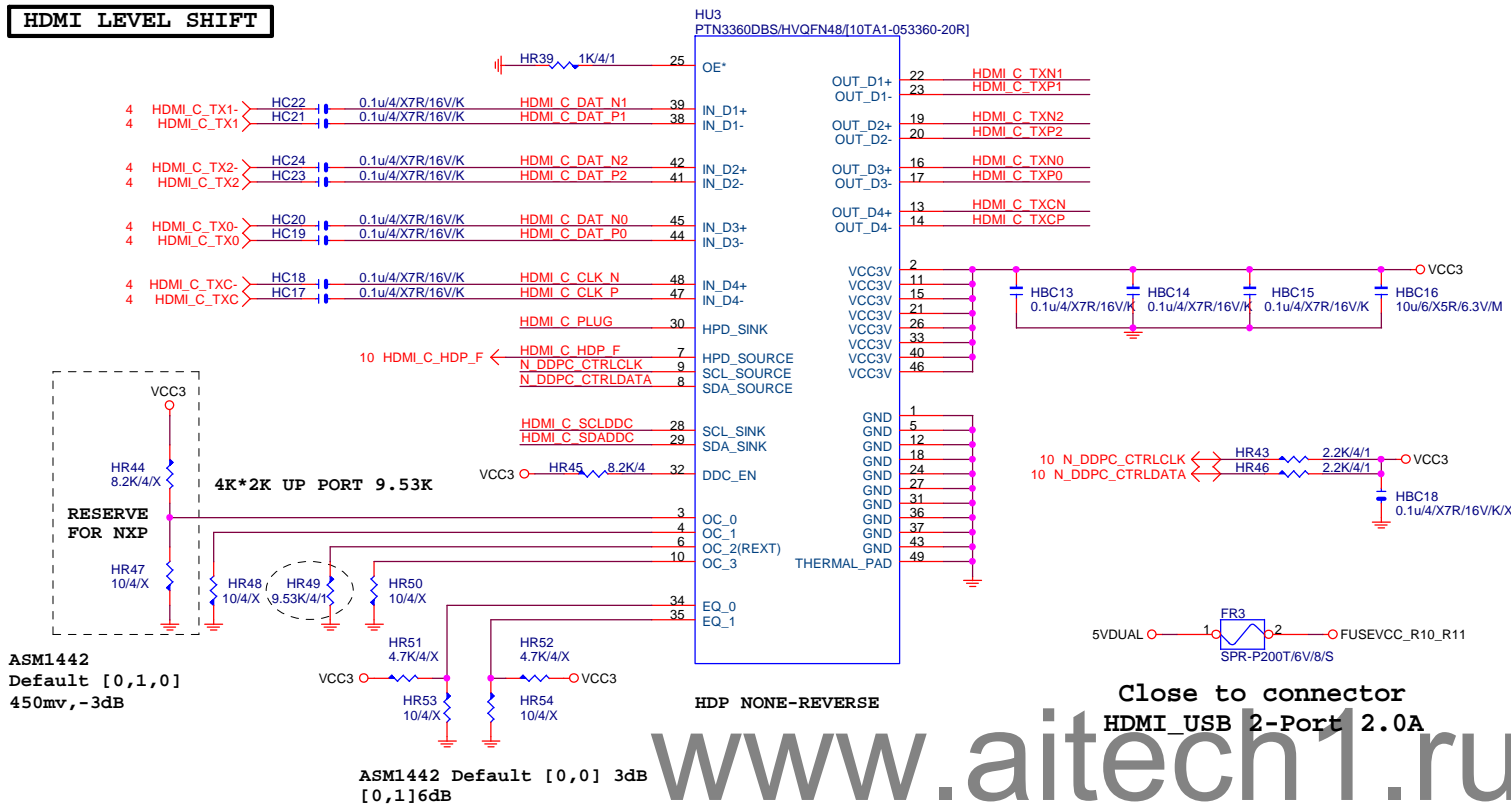 HDMI LEVEL SHIFT
HU3
PTN3360DBS/HVQFN48/[10TA1-053360-20R]
HR39 1K/4/1 25 OE*
4 HDMI_C_TX1- HC22 0.1u/4/X7R/16V/K HDMI_C_DAT_N1 39 IN_D1+
4 HDMI_C_TX1 HC21 0.1u/4/X7R/16V/K HDMI_C_DAT_P1 38 IN_D1-
4 HDMI_C_TX2- HC24 0.1u/4/X7R/16V/K HDMI_C_DAT_N2 42 IN_D2+
4 HDMI_C_TX2 HC23 0.1u/4/X7R/16V/K HDMI_C_DAT_P2 41 IN_D2-
4 HDMI_C_TX0- HC20 0.1u/4/X7R/16V/K HDMI_C_DAT_N0 45 IN_D3+
4 HDMI_C_TX0 HC19 0.1u/4/X7R/16V/K HDMI_C_DAT_P0 44 IN_D3-
4 HDMI_C_TXC- HC18 0.1u/4/X7R/16V/K HDMI_C_CLK_N 48 IN_D4+
4 HDMI_C_TXC HC17 0.1u/4/X7R/16V/K HDMI_C_CLK_P 47 IN_D4-
HDMI_C_PLUG 30 HPD_SINK
10 HDMI_C_HDP_F HDMI_C_HDP_F 7 HPD_SOURCE
N_DDPC_CTRLCLK 9 SCL_SOURCE
N_DDPC_CTRLDATA 8 SDA_SOURCE
HDMI_C_SCLDDC 28 SCL_SINK
HDMI_C_SDADDC 29 SDA_SINK
VCC3 HR45 8.2K/4 32 DDC_EN
3 OC_0
4 OC_1
6 OC_2(REXT)
10 OC_3
34 EQ_0
35 EQ_1
OUT_D1+ 22 HDMI_C_TXN1
OUT_D1- 23 HDMI_C_TXP1
OUT_D2+ 19 HDMI_C_TXN2
OUT_D2- 20 HDMI_C_TXP2
OUT_D3+ 16 HDMI_C_TXN0
OUT_D3- 17 HDMI_C_TXP0
OUT_D4+ 13 HDMI_C_TXCN
OUT_D4- 14 HDMI_C_TXCP
VCC3V 2
VCC3V 11
VCC3V 15
VCC3V 21
VCC3V 26
VCC3V 33
VCC3V 40
VCC3V 46
GND 1
GND 5
GND 12
GND 18
GND 24
GND 27
GND 31
GND 36
GND 37
GND 43
THERMAL_PAD 49
VCC3
HBC13
0.1u/4/X7R/16V/K
HBC14
0.1u/4/X7R/16V/K
HBC15
0.1u/4/X7R/16V/K
HBC16
10u/6/X5R/6.3V/M
10 N_DDPC_CTRLCLK HR43 2.2K/4/1 VCC3
10 N_DDPC_CTRLDATA HR46 2.2K/4/1
HBC18
0.1u/4/X7R/16V/K/X
VCC3
HR44
8.2K/4/X
4K*2K UP PORT 9.53K
RESERVE
FOR NXP
HR47
10/4/X
HR48
10/4/X
HR49
9.53K/4/1
HR50
10/4/X
ASM1442
Default [0,1,0]
450mv,-3dB
HR51
4.7K/4/X
HR52
4.7K/4/X
VCC3
VCC3
HR53
10/4/X
HR54
10/4/X
HDP NONE-REVERSE
ASM1442 Default [0,0] 3dB
[0,1]6dB
FR3
5VDUAL 1 2 FUSEVCC_R10_R11
SPR-P200T/6V/8/S
Close to connector
HDMI_USB 2-Port 2.0A
www.aitech1.ru